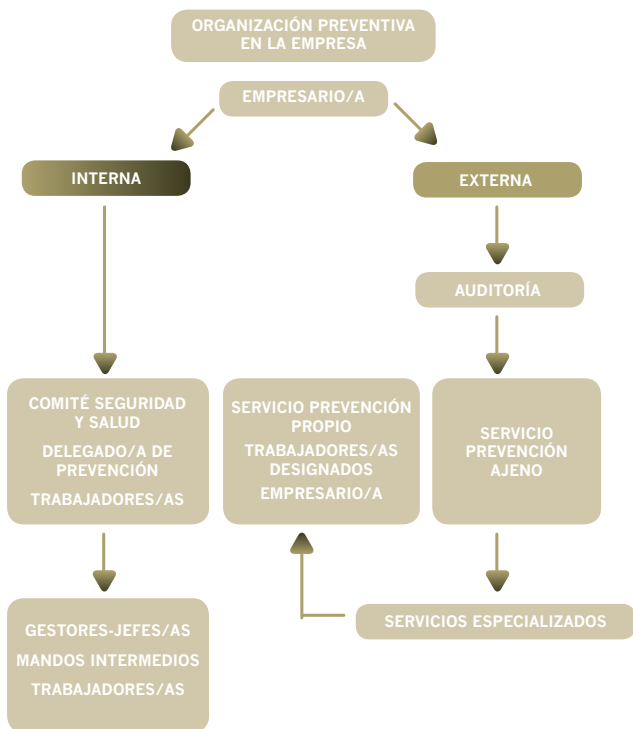 ORGANIZACIÓN PREVENTIVA
EN LA EMPRESA
EMPRESARIO/A
INTERNA
EXTERNA
AUDITORÍA
COMITÉ SEGURIDAD
Y SALUD
DELEGADO/A DE
PREVENCIÓN
TRABAJADORES/AS
SERVICIO PREVENCIÓN
PROPIO
TRABAJADORES/AS
DESIGNADOS
EMPRESARIO/A
SERVICIO
PREVENCIÓN
AJENO
GESTORES-JEFES/AS
MANDOS INTERMEDIOS
TRABAJADORES/AS
SERVICIOS ESPECIALIZADOS